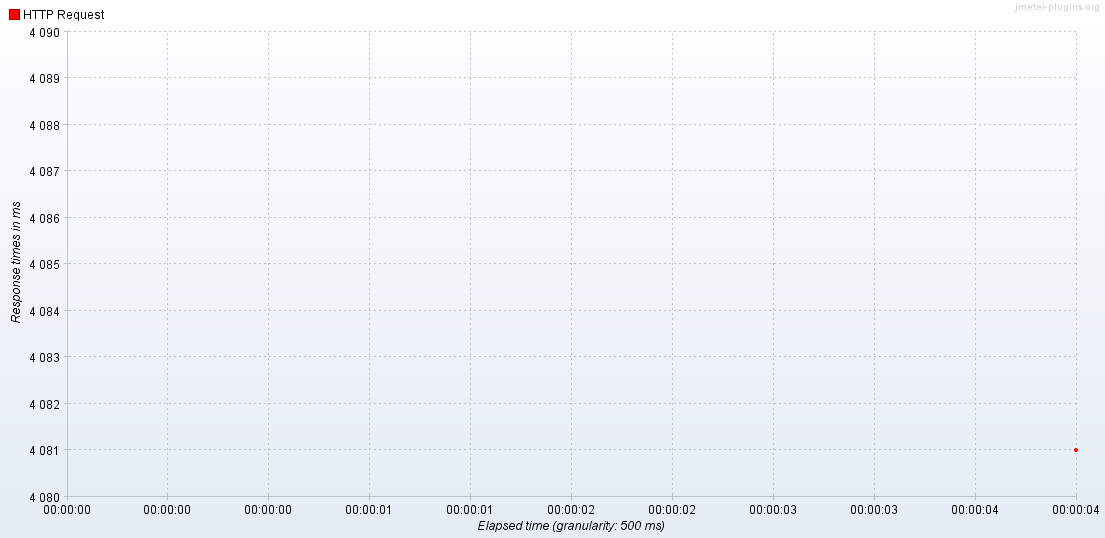 jmeter-plugins.org
HTTP Request
4 090
4 089
4 088
4 087
4 086
4 085
4 084
4 083
4 082
4 081
4 080
Response times in ms
00:00:00 00:00:00 00:00:00 00:00:01 00:00:01 00:00:02 00:00:02 00:00:03 00:00:03 00:00:04 00:00:04
Elapsed time (granularity: 500 ms)